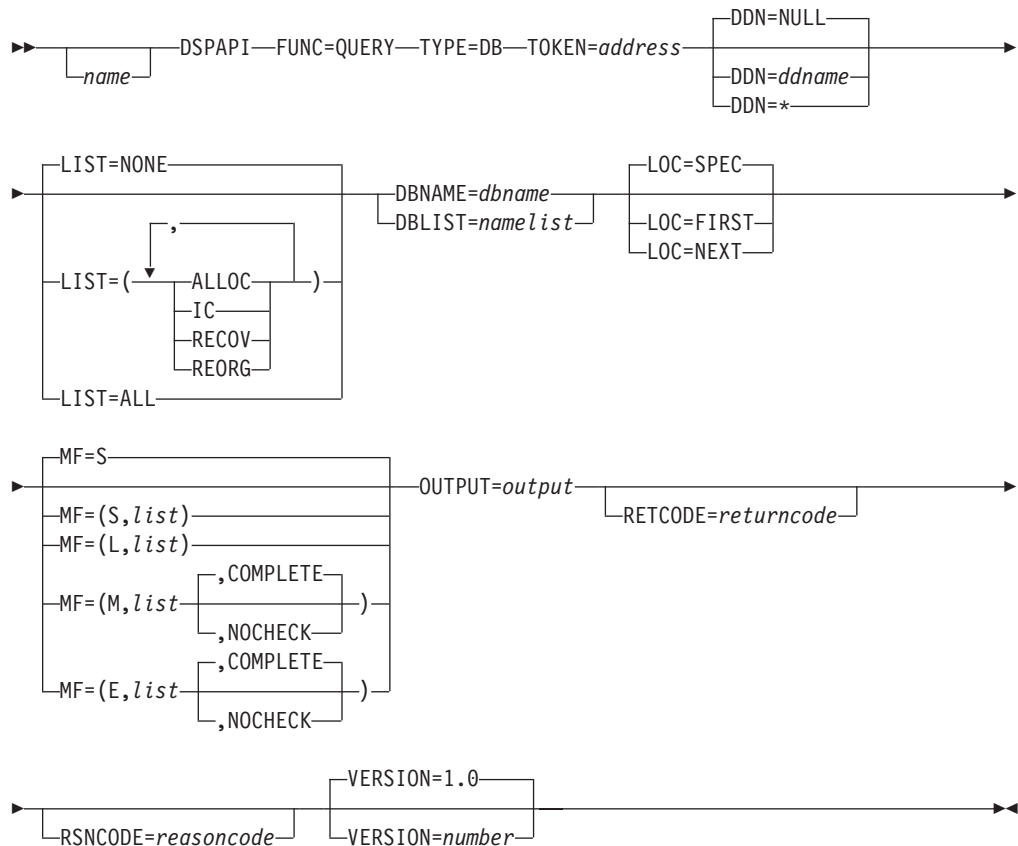 DDN=NULL
DSPAPI FUNC=QUERY TYPE=DB TOKEN=address
name
DDN=ddname
DDN=*
LIST=NONE
DBNAME=dbname
LOC=SPEC
DBLIST=namelist
LOC=FIRST
,
LOC=NEXT
LIST=( ALLOC )
IC
RECOV
REORG
LIST=ALL
MF=S
OUTPUT=output
MF=(S,list)
RETCODE=returncode
MF=(L,list)
,COMPLETE
MF=(M,list )
,NOCHECK
,COMPLETE
MF=(E,list )
,NOCHECK
VERSION=1.0
RSNCODE=reasoncode
VERSION=number